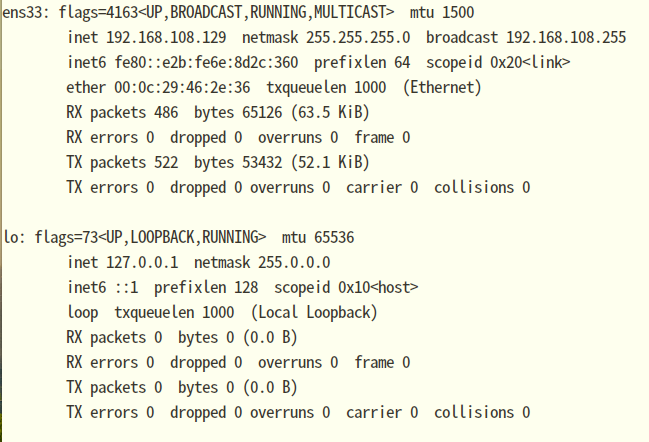 ens33: flags=4163<UP,BROADCAST,RUNNING,MULTICAST>  mtu 1500
        inet 192.168.108.129  netmask 255.255.255.0  broadcast 192.168.108.255
        inet6 fe80::e2b:fe6e:8d2c:360  prefixlen 64  scopeid 0x20<link>
        ether 00:0c:29:46:2e:36  txqueuelen 1000  (Ethernet)
        RX packets 486  bytes 65126 (63.5 KiB)
        RX errors 0  dropped 0  overruns 0  frame 0
        TX packets 522  bytes 53432 (52.1 KiB)
        TX errors 0  dropped 0 overruns 0  carrier 0  collisions 0

lo: flags=73<UP,LOOPBACK,RUNNING>  mtu 65536
        inet 127.0.0.1  netmask 255.0.0.0
        inet6 ::1  prefixlen 128  scopeid 0x10<host>
        loop  txqueuelen 1000  (Local Loopback)
        RX packets 0  bytes 0 (0.0 B)
        RX errors 0  dropped 0  overruns 0  frame 0
        TX packets 0  bytes 0 (0.0 B)
        TX errors 0  dropped 0 overruns 0  carrier 0  collisions 0